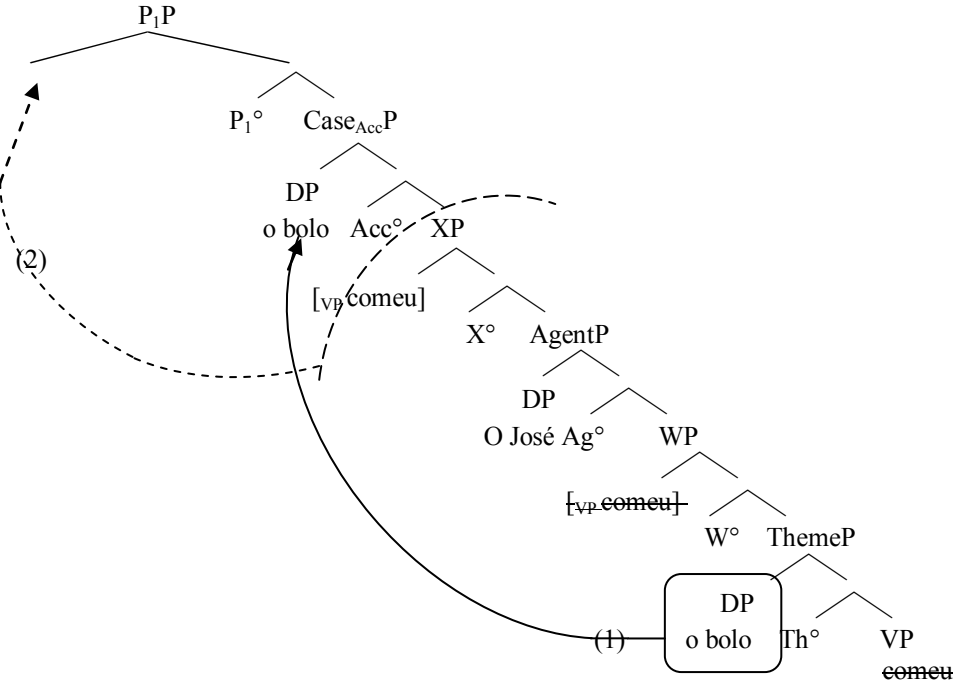 P₁P
P₁° Case_AccP
DP
o bolo Acc° XP
(2)
[VP comeu]
X° AgentP
DP
O José Ag° WP
[VP comeu]
W° ThemeP
DP
(1) o bolo Th° VP
comeu